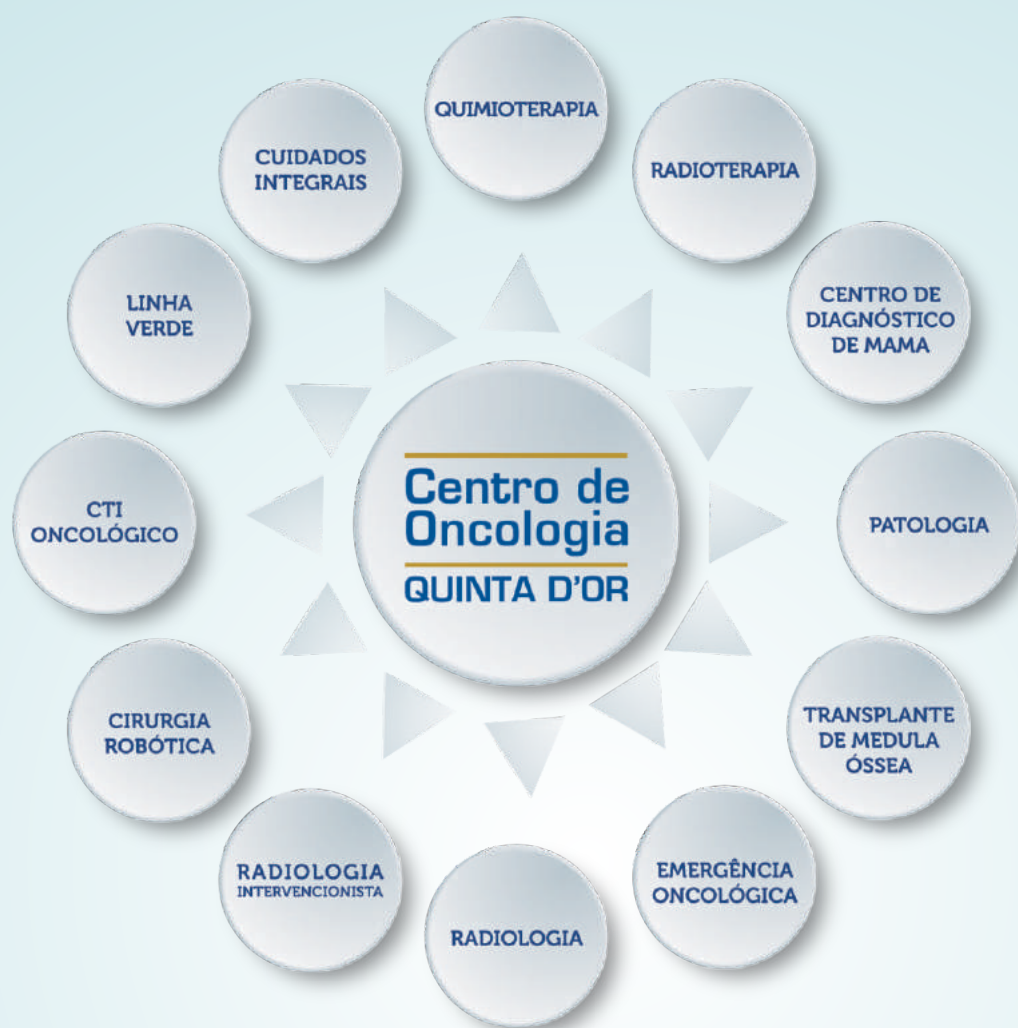 QUIMIOTERAPIA
RADIOTERAPIA
CENTRO DE
DIAGNÓSTICO
DE MAMA
PATOLOGIA
TRANSPLANTE
DE MEDULA
ÓSSEA
EMERGÊNCIA
ONCOLÓGICA
RADIOLOGIA
RADIOLOGIA
INTERVENCIONISTA
CIRURGIA
ROBÓTICA
CTI
ONCOLÓGICO
LINHA
VERDE
CUIDADOS
INTEGRAIS
Centro de
Oncologia
QUINTA D'OR